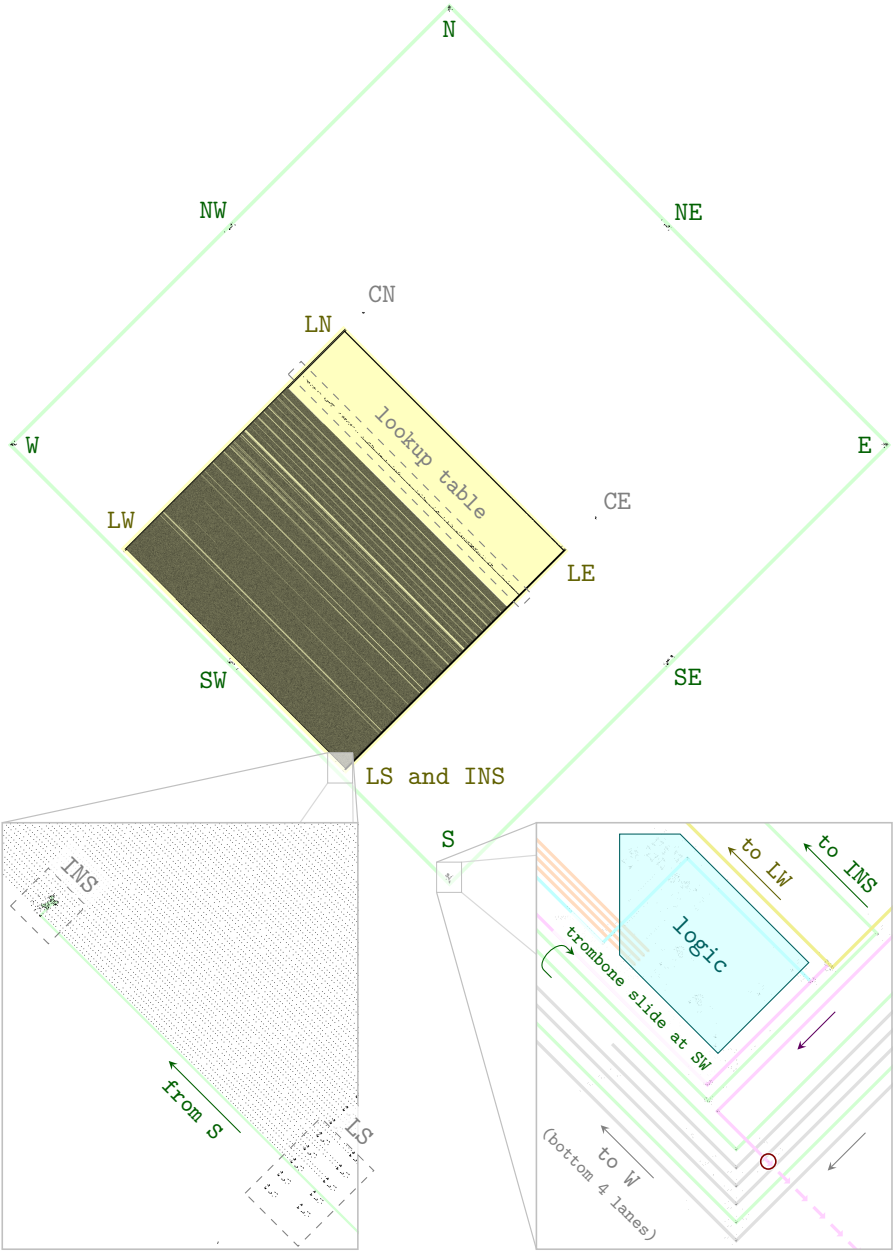 N
NW
NE
CN
LN
lookup table
W
E
CE
LW
LE
SW
SE
LS and INS
S
INS
from S
LS
to LW
to INS
logic
trombone slide at SW
to W
(bottom 4 lanes)